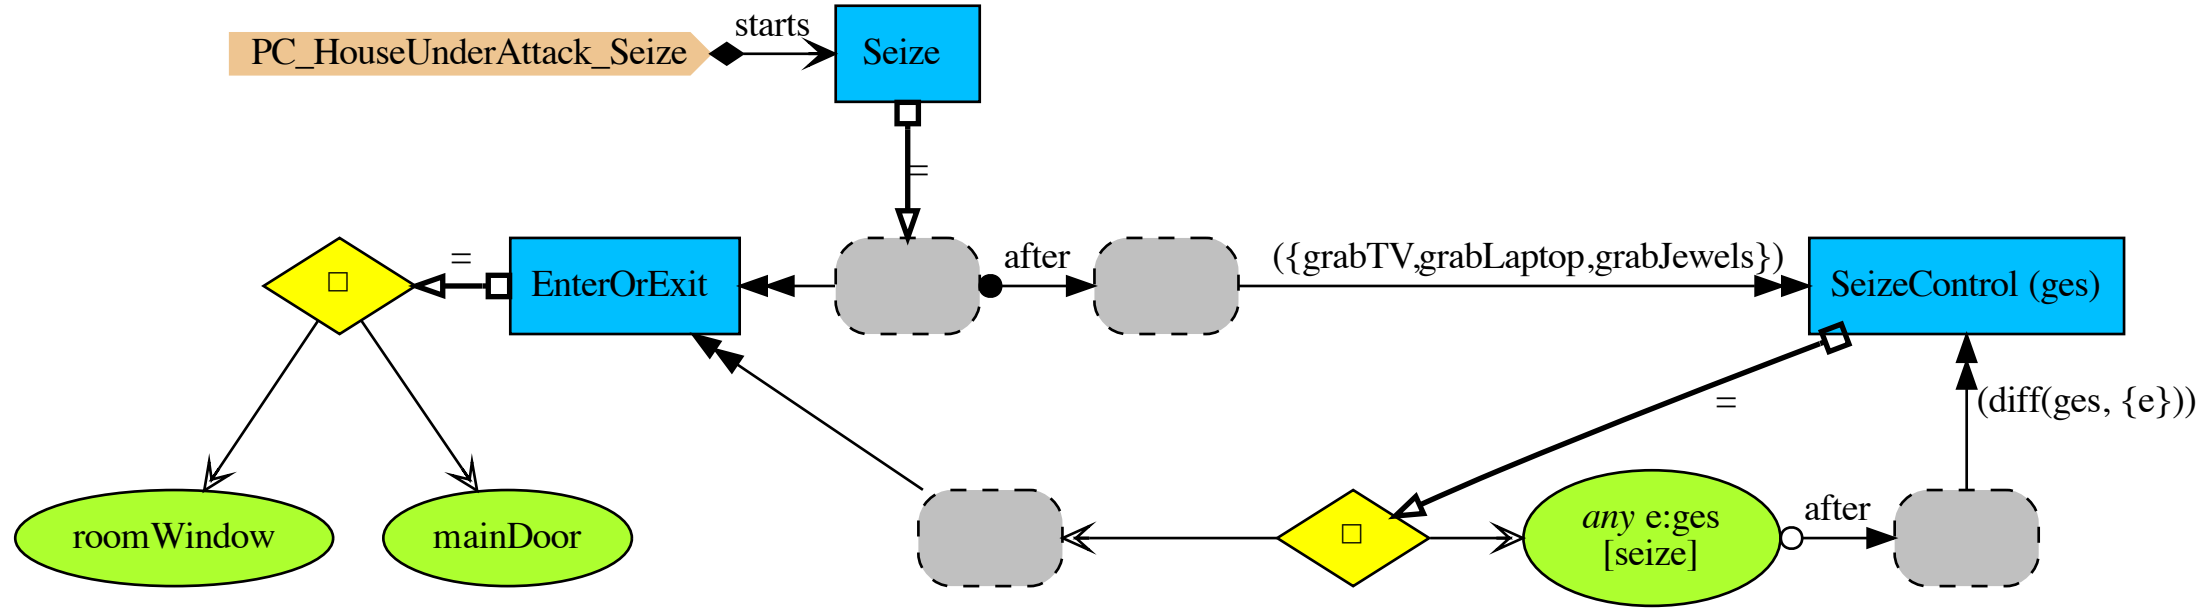 starts
PC_HouseUnderAttack_Seize
Seize
=
after
({grabTV,grabLaptop,grabJewels})
=
□
EnterOrExit
SeizeControl (ges)
(diff(ges, {e}))
=
after
roomWindow
mainDoor
□
any e:ges
[seize]